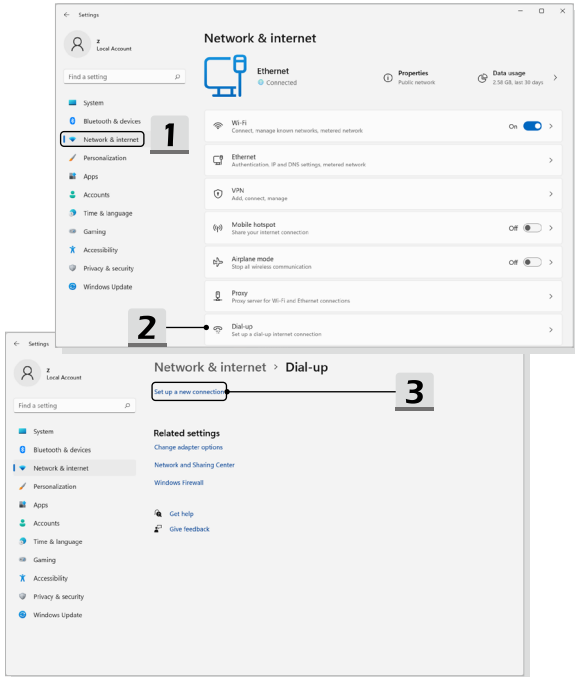 Settings
z
Local Account
Find a setting
System
Bluetooth & devices
Network & internet
Personalization
Apps
Accounts
Time & language
Gaming
Accessibility
Privacy & security
Windows Update
1
Network & internet
Ethernet
Connected
Properties
Public network
Data usage
2.58 GB, last 30 days
Wi-Fi
Connect, manage known networks, metered network
On
Ethernet
Authentication, IP and DNS settings, metered network
VPN
Add, connect, manage
Mobile hotspot
Share your internet connection
Off
Airplane mode
Stop all wireless communication
Off
Proxy
Proxy server for Wi-Fi and Ethernet connections
2
Dial-up
Set up a dial-up internet connection
Settings
z
Local Account
Find a setting
System
Bluetooth & devices
Network & internet
Personalization
Apps
Accounts
Time & language
Gaming
Accessibility
Privacy & security
Windows Update
Network & internet > Dial-up
Set up a new connection
3
Related settings
Change adapter options
Network and Sharing Center
Windows Firewall
Get help
Give feedback